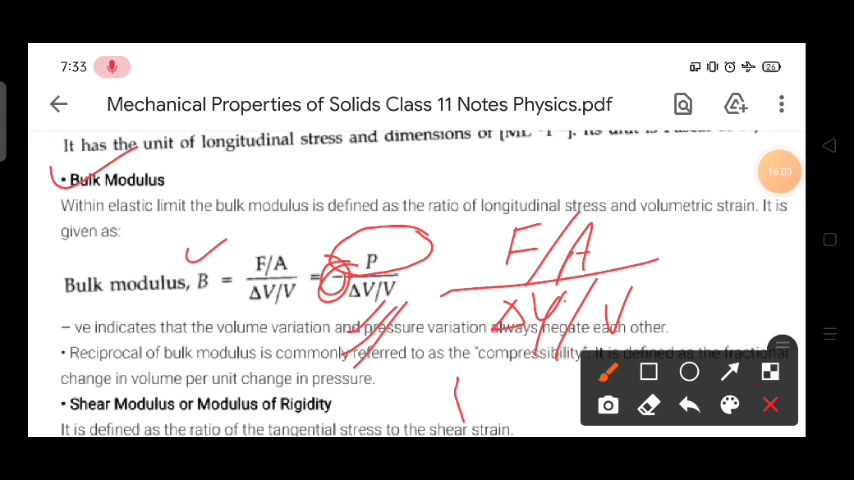 7:33 26
Mechanical Properties of Solids Class 11 Notes Physics.pdf
It has the unit of longitudinal stress and dimensions of
16:03
• Bulk Modulus
Within elastic limit the bulk modulus is defined as the ratio of longitudinal stress and volumetric strain. It is
given as:
Bulk modulus, B = F/A / ΔV/V = − P / ΔV/V
F/A
ΔV/V
– ve indicates that the volume variation and pressure variation always negate each other.
• Reciprocal of bulk modulus is commonly referred to as the "compressibility". It is defined as the fractional
change in volume per unit change in pressure.
• Shear Modulus or Modulus of Rigidity
It is defined as the ratio of the tangential stress to the shear strain.